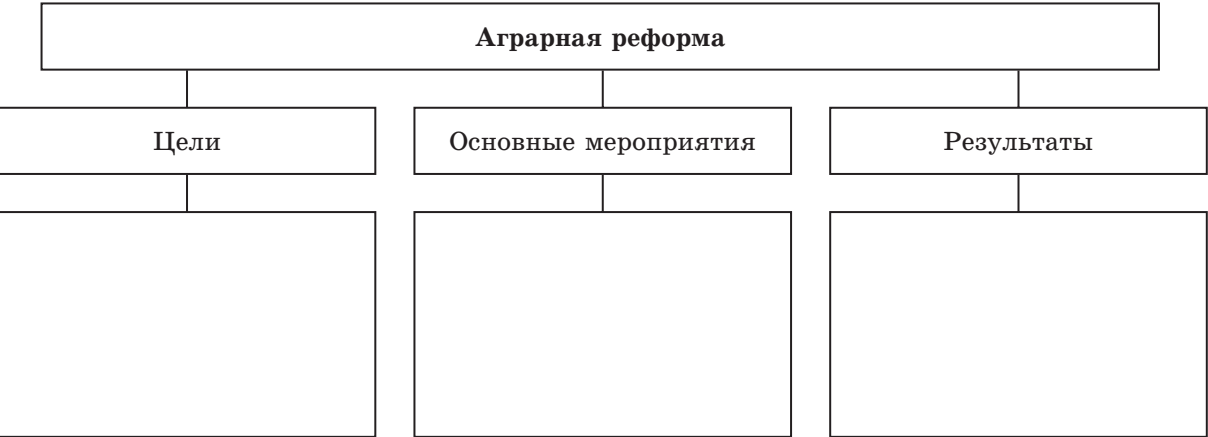 Аграрная реформа
Цели
Основные мероприятия
Результаты